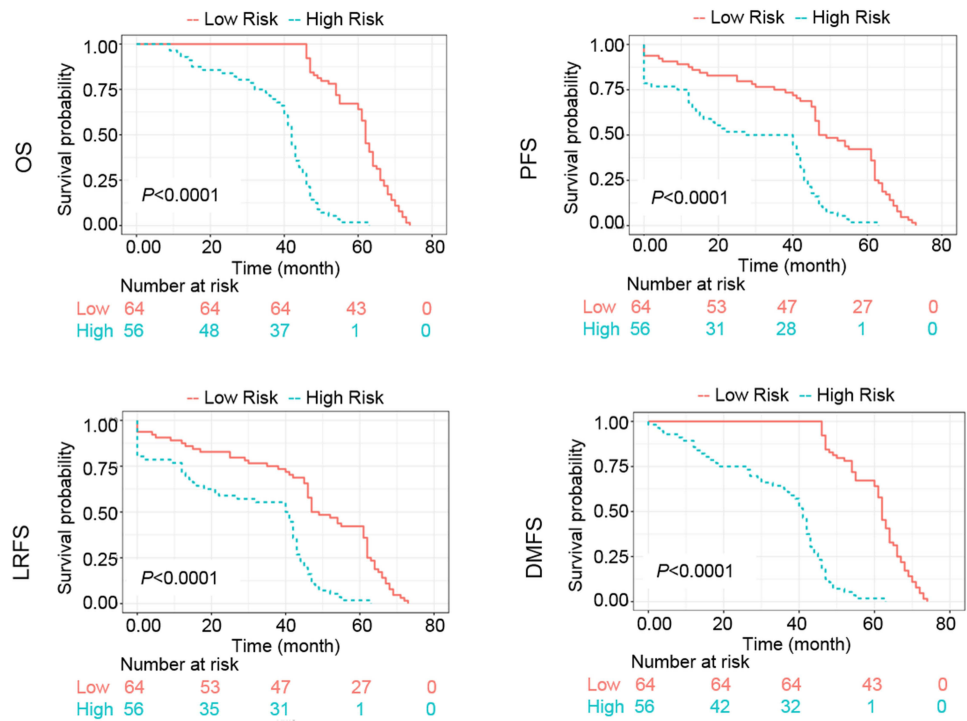 -- Low Risk -- High Risk
OS
Survival probability
1.00
0.75
0.50
0.25
0.00
P<0.0001
0.00 20 40 60 80
Time (month)
Number at risk
Low 64 64 64 43 0
High 56 48 37 1 0
-- Low Risk -- High Risk
PFS
Survival probability
1.00
0.75
0.50
0.25
0.00
P<0.0001
0.00 20 40 60 80
Time (month)
Number at risk
Low 64 53 47 27 0
High 56 31 28 1 0
-- Low Risk -- High Risk
LRFS
Survival probability
1.00
0.75
0.50
0.25
0.00
P<0.0001
0.00 20 40 60 80
Time (month)
Number at risk
Low 64 53 47 27 0
High 56 35 31 1 0
-- Low Risk -- High Risk
DMFS
Survival probability
1.00
0.75
0.50
0.25
0.00
P<0.0001
0.00 20 40 60 80
Time (month)
Number at risk
Low 64 64 64 43 0
High 56 42 32 1 0